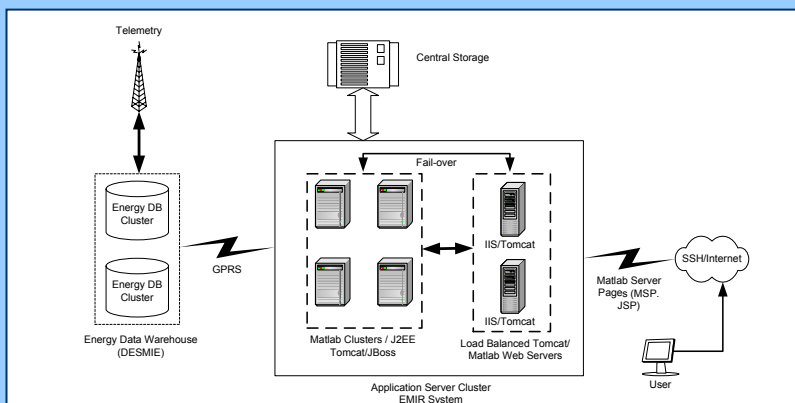 Telemetry
Central Storage
Fail-over
Energy DB
Cluster
Energy DB
Cluster
GPRS
IIS/Tomcat
IIS/Tomcat
SSH/Internet
Matlab Server
Pages (MSP.
JSP)
Energy Data Warehouse
(DESMIE)
Matlab Clusters / J2EE
Tomcat/JBoss
Load Balanced Tomcat/
Matlab Web Servers
User
Application Server Cluster
EMIR System